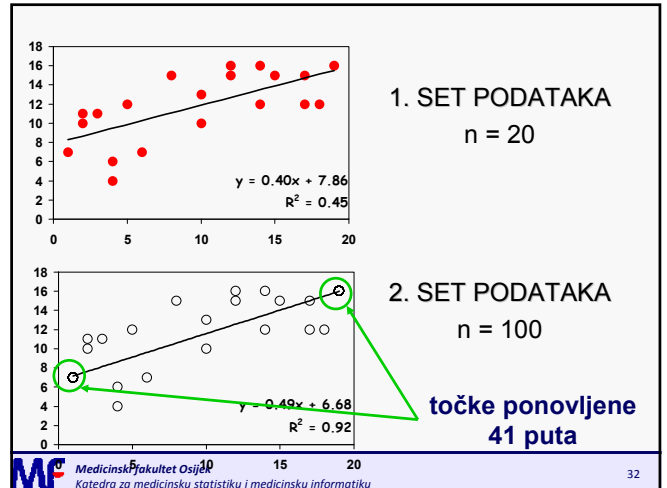 18
16
14
12
10
8
6
4
2
0
0 5 10 15 20
y = 0.40x + 7.86
R² = 0.45
1. SET PODATAKA
n = 20
18
16
14
12
10
8
6
4
2
0
0 5 10 15 20
y = 0.49x + 6.68
R² = 0.92
2. SET PODATAKA
n = 100
točke ponovljene
41 puta
MF
Medicinski fakultet Osijek
Katedra za medicinsku statistiku i medicinsku informatiku
32